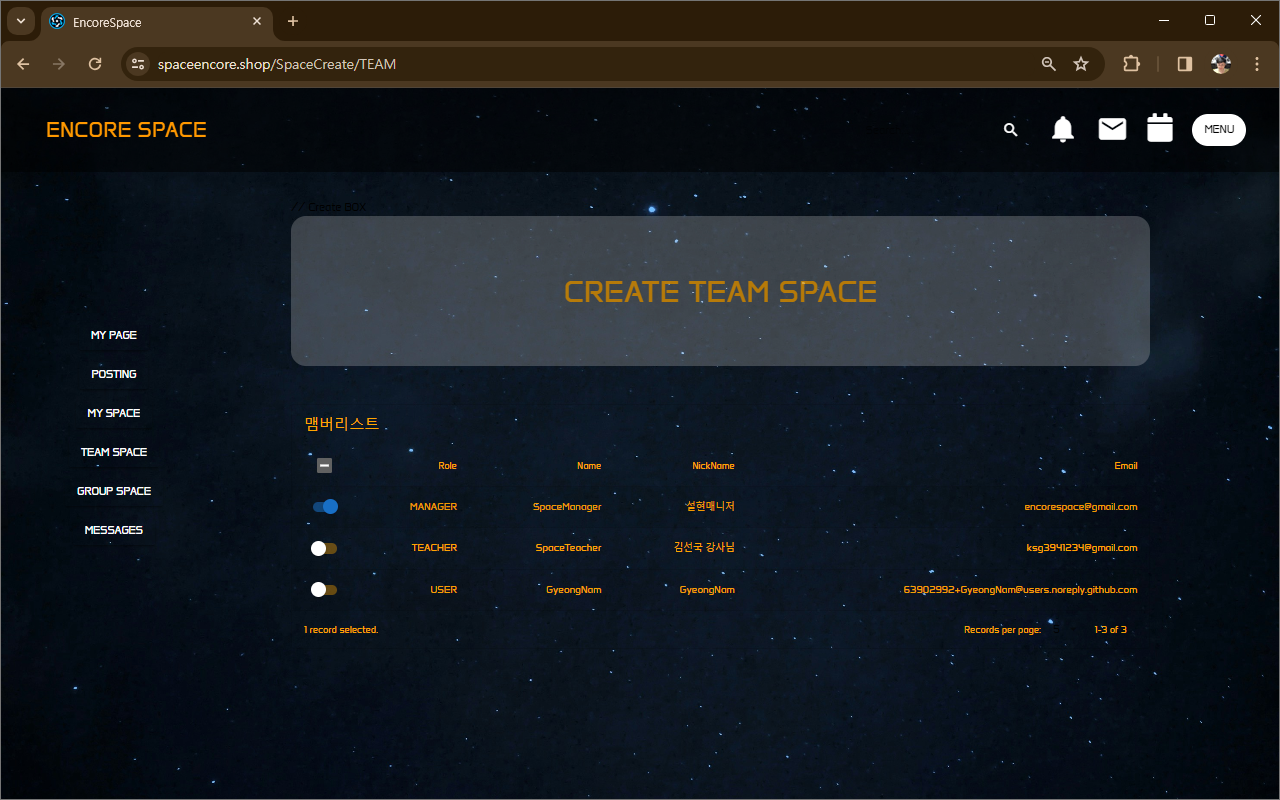 EncoreSpace
spaceencore.shop/SpaceCreate/TEAM
ENCORE SPACE
MENU
// Create BOX
CREATE TEAM SPACE
MY PAGE
POSTING
MY SPACE
TEAM SPACE
GROUP SPACE
MESSAGES
맴버리스트
Role Name NickName Email
MANAGER SpaceManager 설현매니저 encorespace@gmail.com
TEACHER SpaceTeacher 김선국 강사님 ksg3941234@gmail.com
USER GyeongNam GyeongNam 63902992+GyeongNam@users.noreply.github.com
1 record selected. Records per page: 1-3 of 3